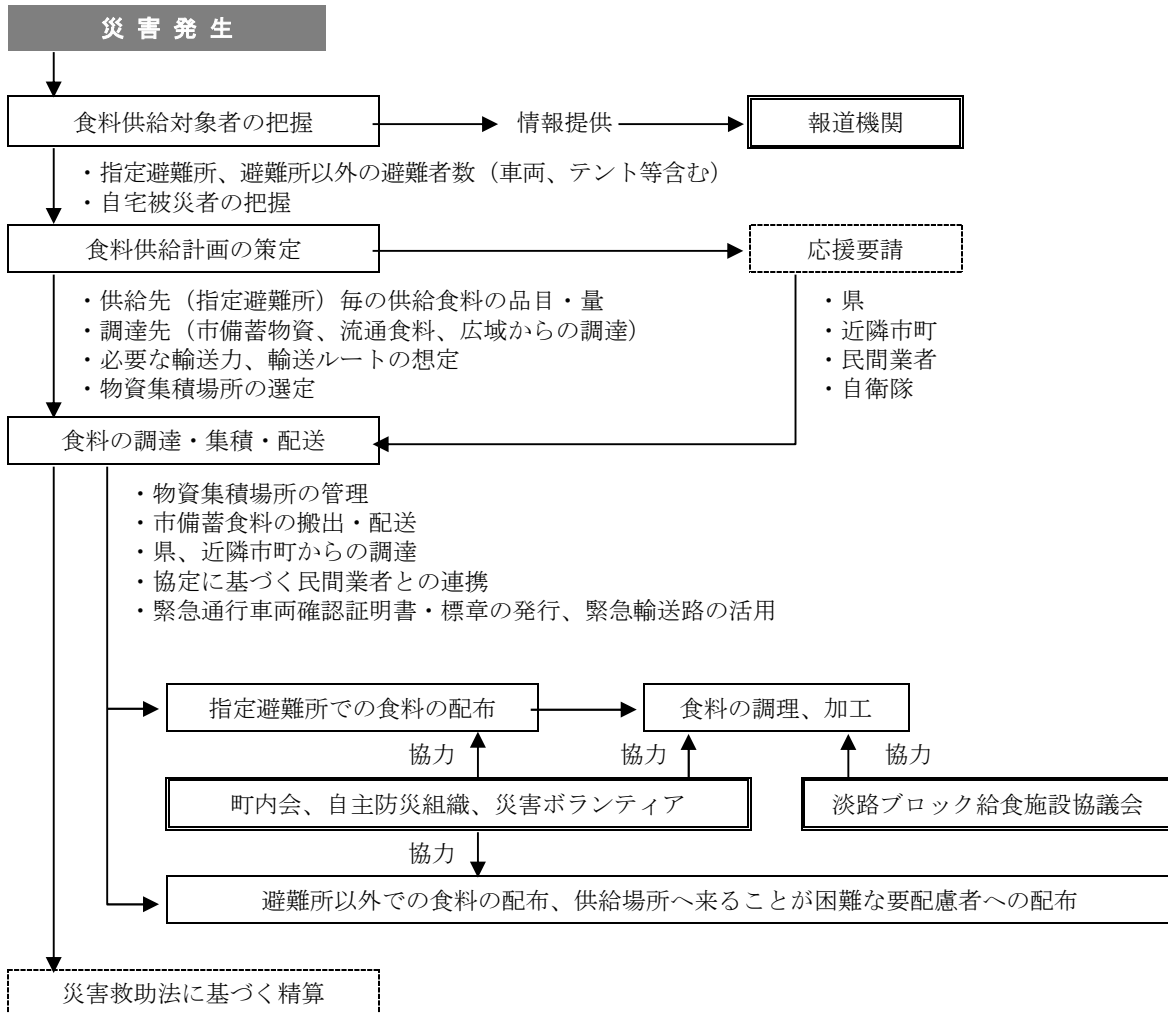 災 害 発 生
食料供給対象者の把握
情報提供
報道機関
・指定避難所、避難所以外の避難者数（車両、テント等含む）
・自宅被災者の把握
食料供給計画の策定
応援要請
・供給先（指定避難所）毎の供給食料の品目・量
・調達先（市備蓄物資、流通食料、広域からの調達）
・必要な輸送力、輸送ルートの想定
・物資集積場所の選定
・県
・近隣市町
・民間業者
・自衛隊
食料の調達・集積・配送
・物資集積場所の管理
・市備蓄食料の搬出・配送
・県、近隣市町からの調達
・協定に基づく民間業者との連携
・緊急通行車両確認証明書・標章の発行、緊急輸送路の活用
指定避難所での食料の配布
食料の調理、加工
協力
協力
協力
町内会、自主防災組織、災害ボランティア
淡路ブロック給食施設協議会
協力
避難所以外での食料の配布、供給場所へ来ることが困難な要配慮者への配布
災害救助法に基づく精算